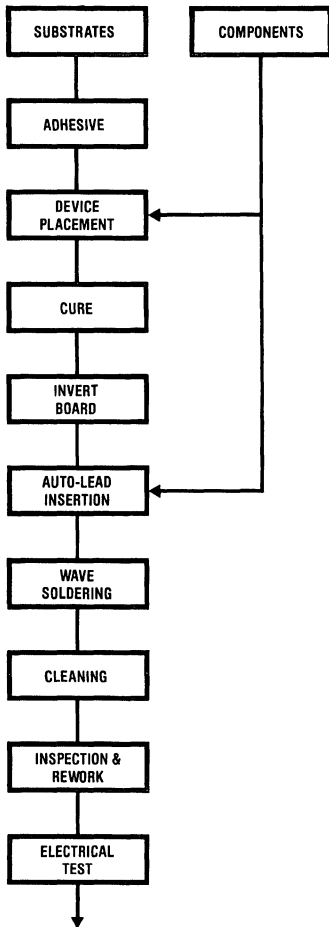 SUBSTRATES
COMPONENTS
ADHESIVE
DEVICE
PLACEMENT
CURE
INVERT
BOARD
AUTO-LEAD
INSERTION
WAVE
SOLDERING
CLEANING
INSPECTION &
REWORK
ELECTRICAL
TEST